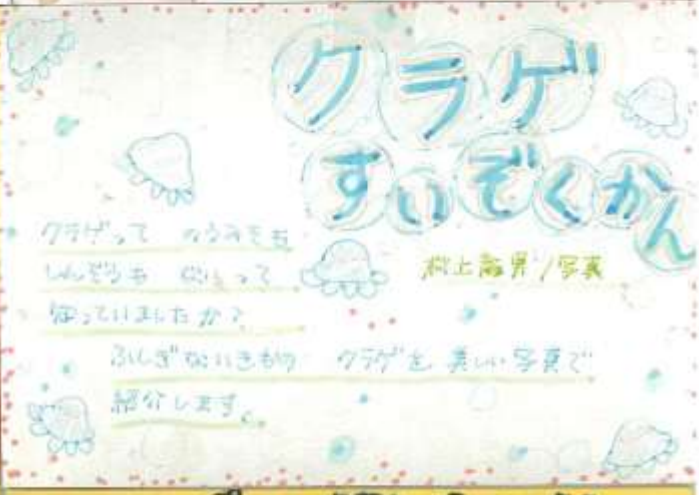 クラゲ
すいぞくかん
村上龍男/写真
クラゲって のうみそも
しんぞうも ないって
知っていましたか?
ふしぎないきもの クラゲを 美しい写真で
紹介します。